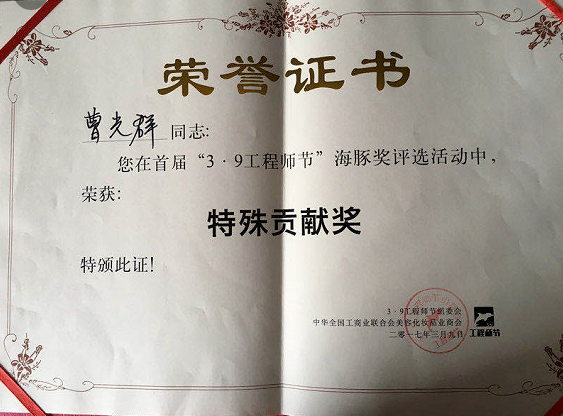 荣誉证书
曹光群 同志:
您在首届“3·9工程师节”海豚奖评选活动中,
荣获:
特殊贡献奖
特颁此证!
3·9工程师节组委会
中华全国工商业联合会美容化妆品业商会
二〇一七年三月九日
工程师节